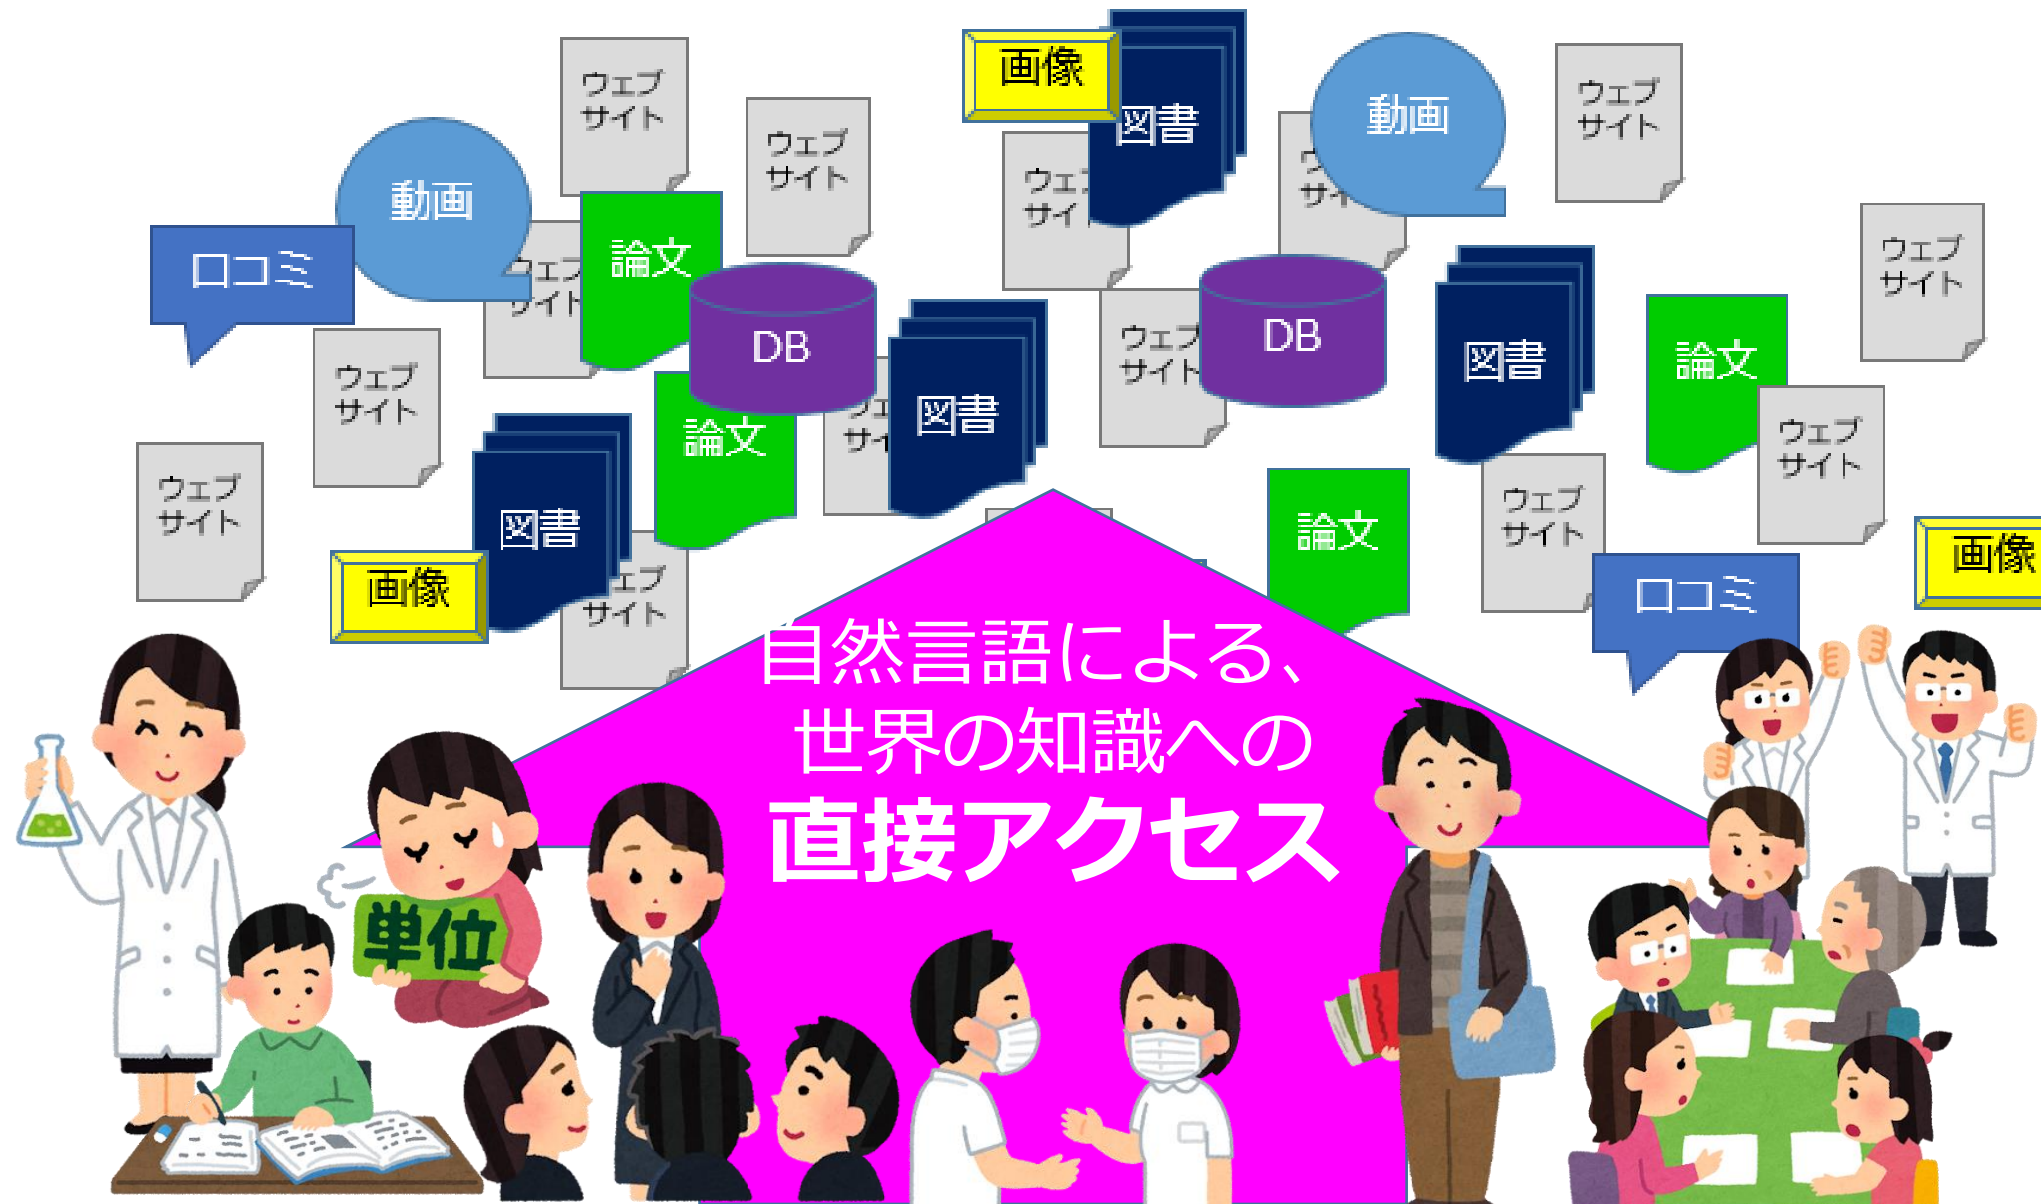 画像
ウェブ
サイト
ウェブ
サイト
図書
動画
ウェブ
サイト
ウェブ
サイト
動画
論文
口コミ
ウェブ
サイト
DB
DB
図書
論文
ウェブ
サイト
ウェブ
サイト
図書
論文
ウェブ
サイト
ウェブ
サイト
図書
論文
ウェブ
サイト
画像
画像
口コミ
自然言語による、
世界の知識への
直接アクセス
単位